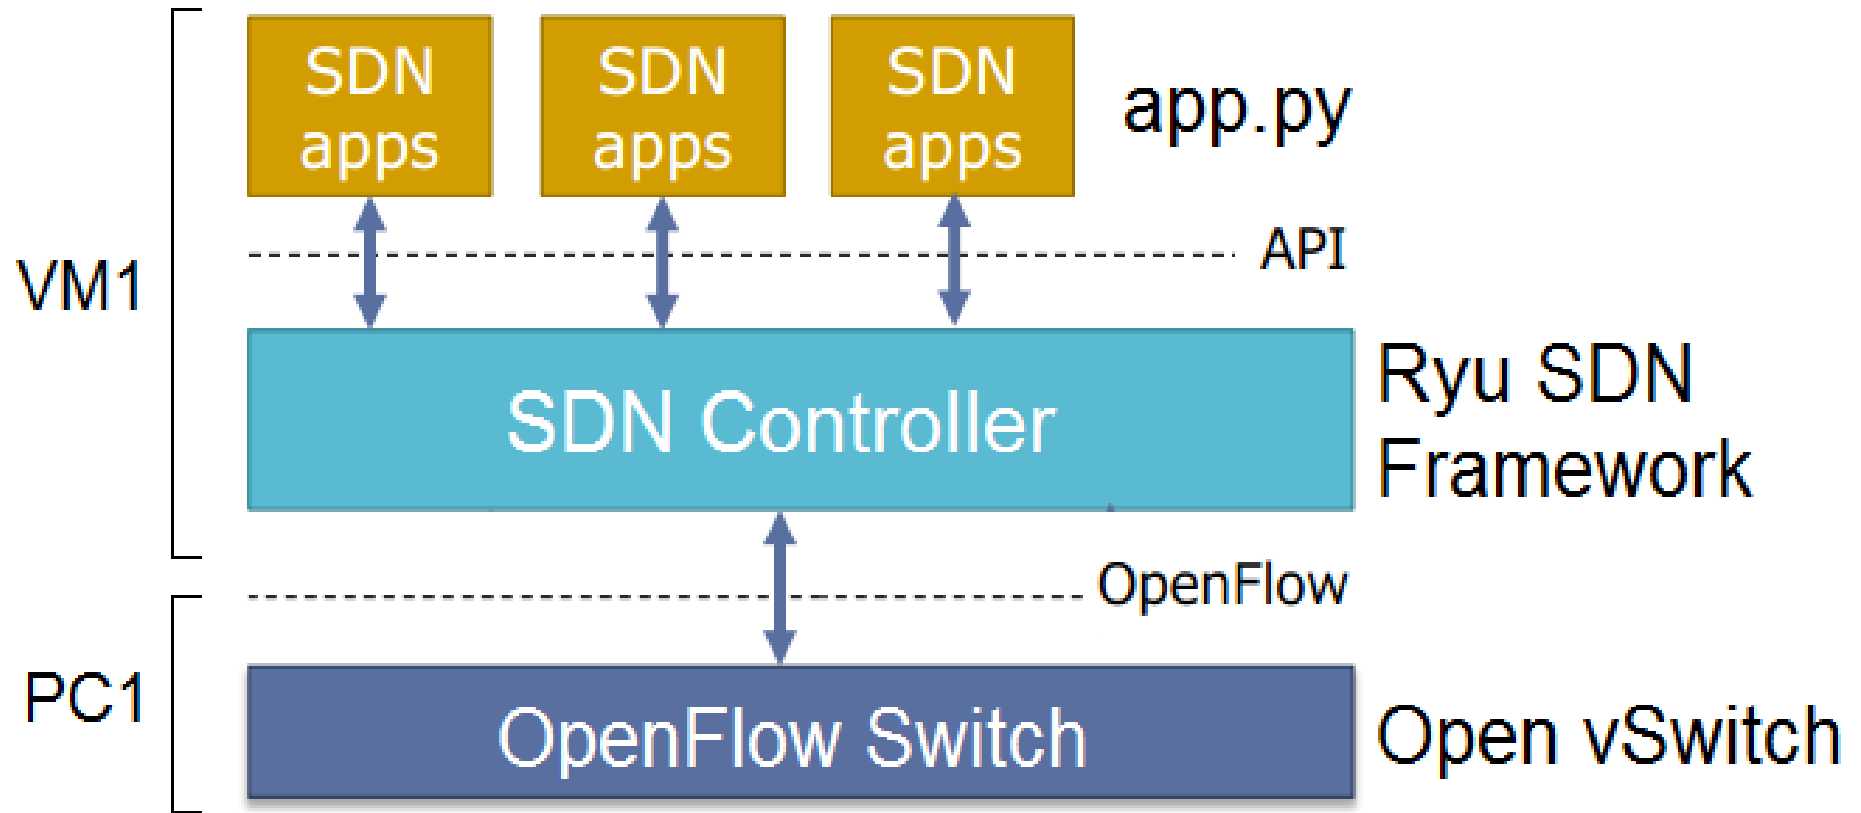 SDN
apps
SDN
apps
SDN
apps
app.py
API
VM1
SDN Controller
Ryu SDN
Framework
OpenFlow
PC1
OpenFlow Switch
Open vSwitch